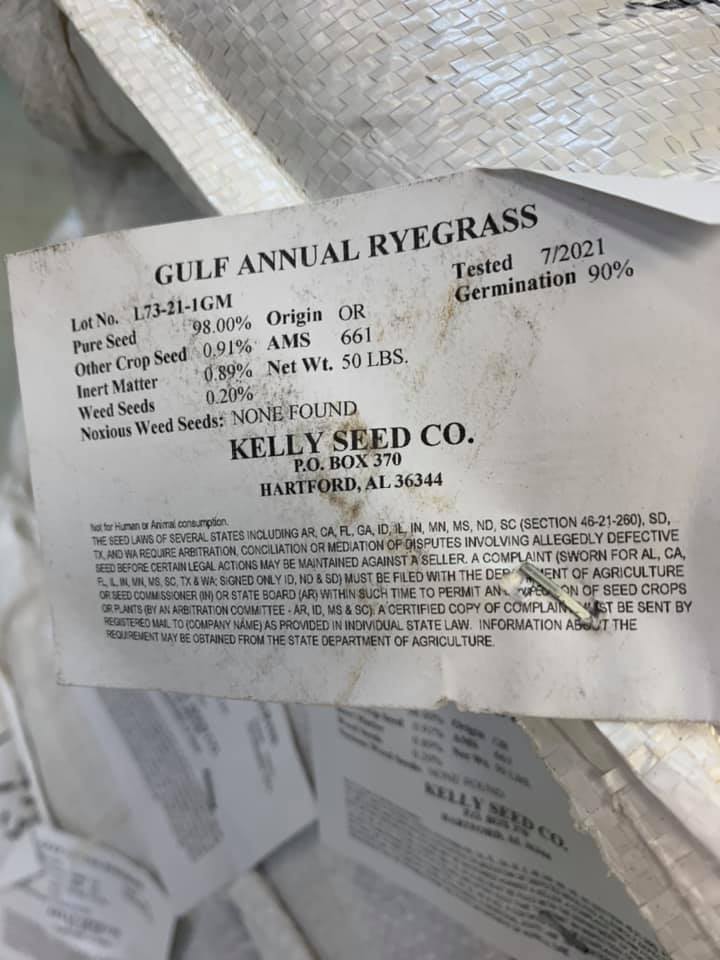 GULF ANNUAL RYEGRASS
Lot No. L73-21-1GM
Tested 7/2021
Pure Seed 98.00% Origin OR
Germination 90%
Other Crop Seed 0.91% AMS 661
Inert Matter 0.89% Net Wt. 50 LBS.
Weed Seeds 0.20%
Noxious Weed Seeds: NONE FOUND
KELLY SEED CO.
P.O. BOX 370
HARTFORD, AL 36344
Not for Human or Animal consumption.
THE SEED LAWS OF SEVERAL STATES INCLUDING AR, CA, FL, GA, ID, IL, IN, MN, MS, ND, SC (SECTION 46-21-260), SD,
TX, AND WA REQUIRE ARBITRATION, CONCILIATION OR MEDIATION OF DISPUTES INVOLVING ALLEGEDLY DEFECTIVE
SEED BEFORE CERTAIN LEGAL ACTIONS MAY BE MAINTAINED AGAINST A SELLER. A COMPLAINT (SWORN FOR AL, CA,
FL, IL, IN, MN, MS, SC, TX & WA; SIGNED ONLY ID, ND & SD) MUST BE FILED WITH THE DEP MENT OF AGRICULTURE
OR SEED COMMISSIONER (IN) OR STATE BOARD (AR) WITHIN SUCH TIME TO PERMIT AN ON OF SEED CROPS
OR PLANTS (BY AN ARBITRATION COMMITTEE - AR, ID, MS & SC). A CERTIFIED COPY OF COMPLAIN ST BE SENT BY
REGISTERED MAIL TO (COMPANY NAME) AS PROVIDED IN INDIVIDUAL STATE LAW. INFORMATION ABOUT THE
REQUIREMENT MAY BE OBTAINED FROM THE STATE DEPARTMENT OF AGRICULTURE.
KELLY SEED CO.